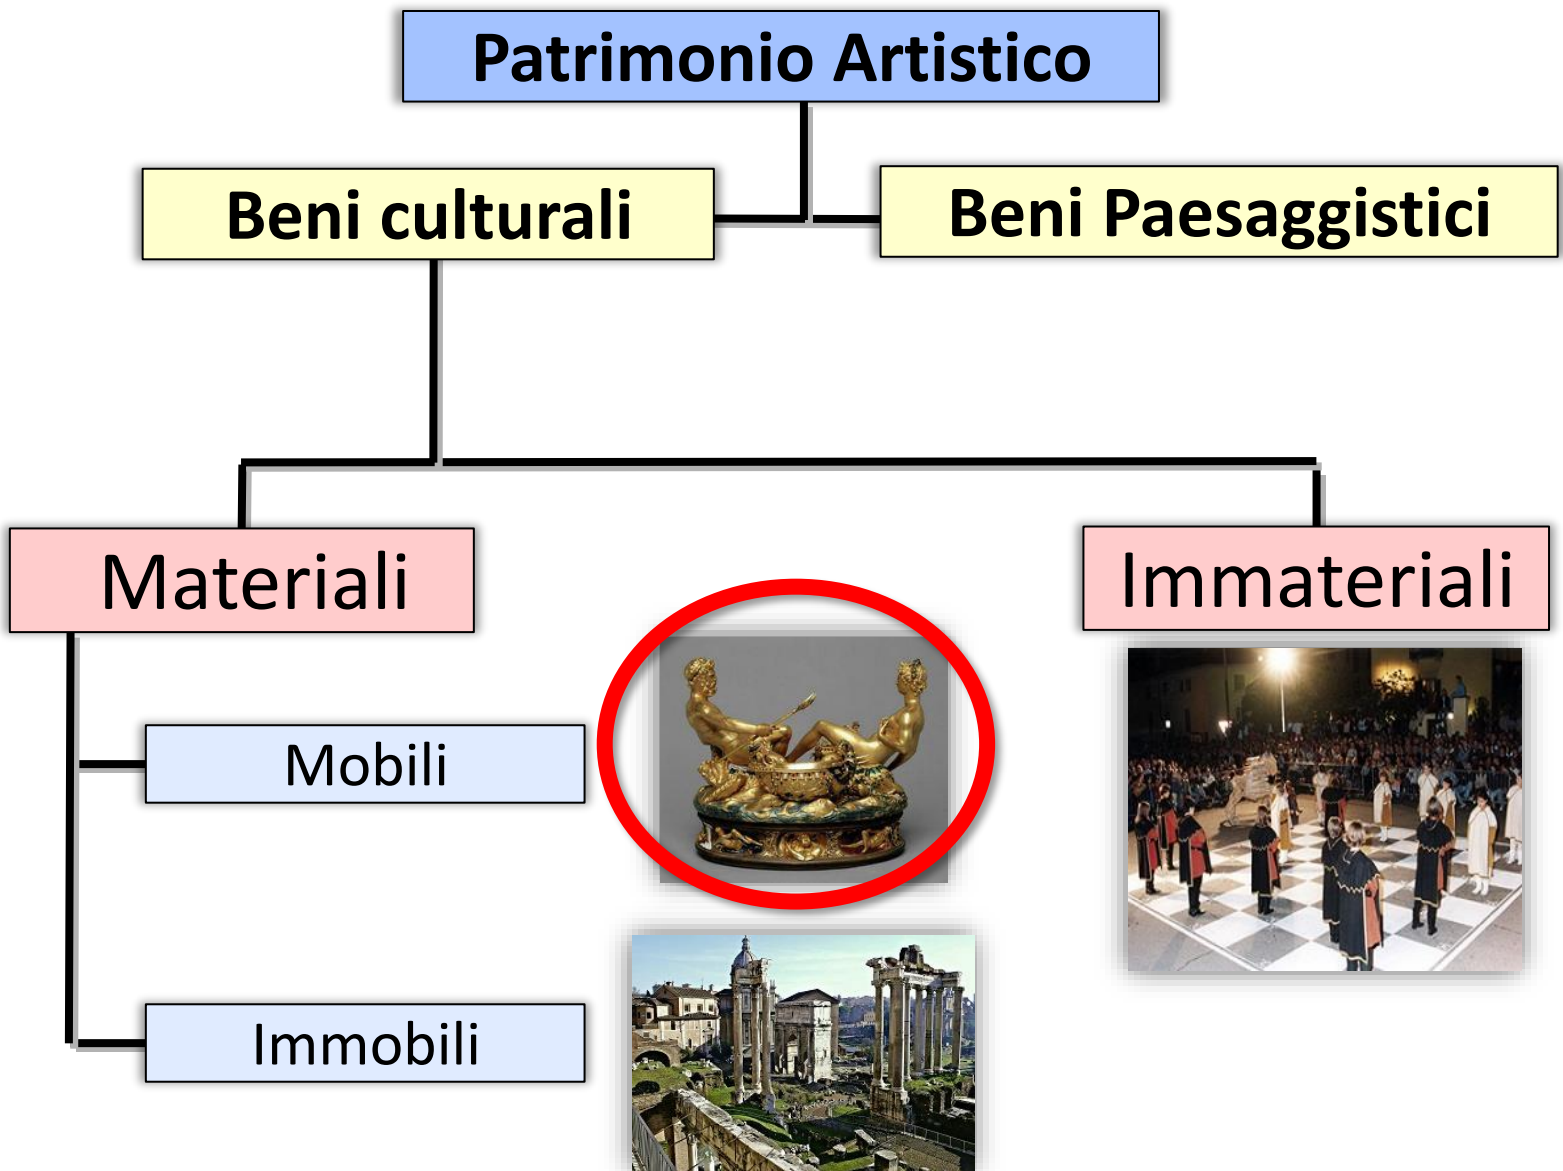 Patrimonio Artistico
Beni culturali
Beni Paesaggistici
Materiali
Immateriali
Mobili
Immobili